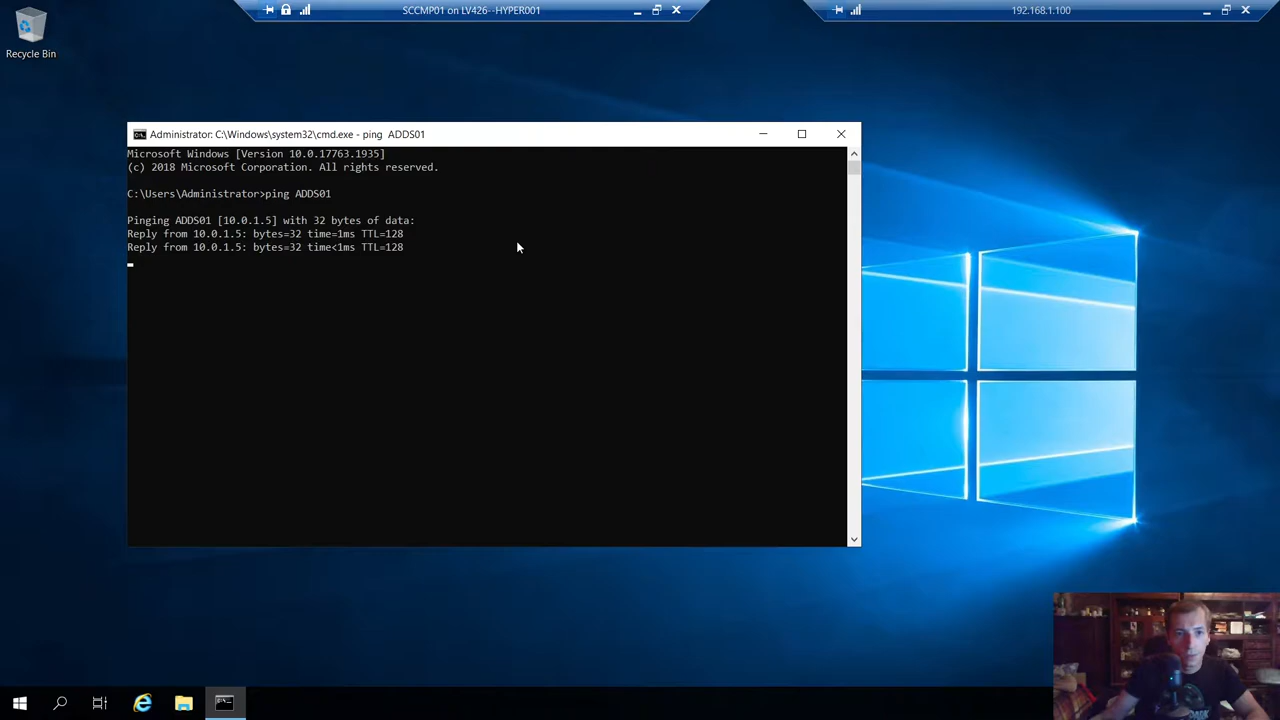 SCCMP01 on LV426--HYPER001
192.168.1.100
Recycle Bin
Administrator: C:\Windows\system32\cmd.exe - ping  ADDS01
Microsoft Windows [Version 10.0.17763.1935]
(c) 2018 Microsoft Corporation. All rights reserved.
C:\Users\Administrator>ping ADDS01
Pinging ADDS01 [10.0.1.5] with 32 bytes of data:
Reply from 10.0.1.5: bytes=32 time=1ms TTL=128
Reply from 10.0.1.5: bytes=32 time<1ms TTL=128